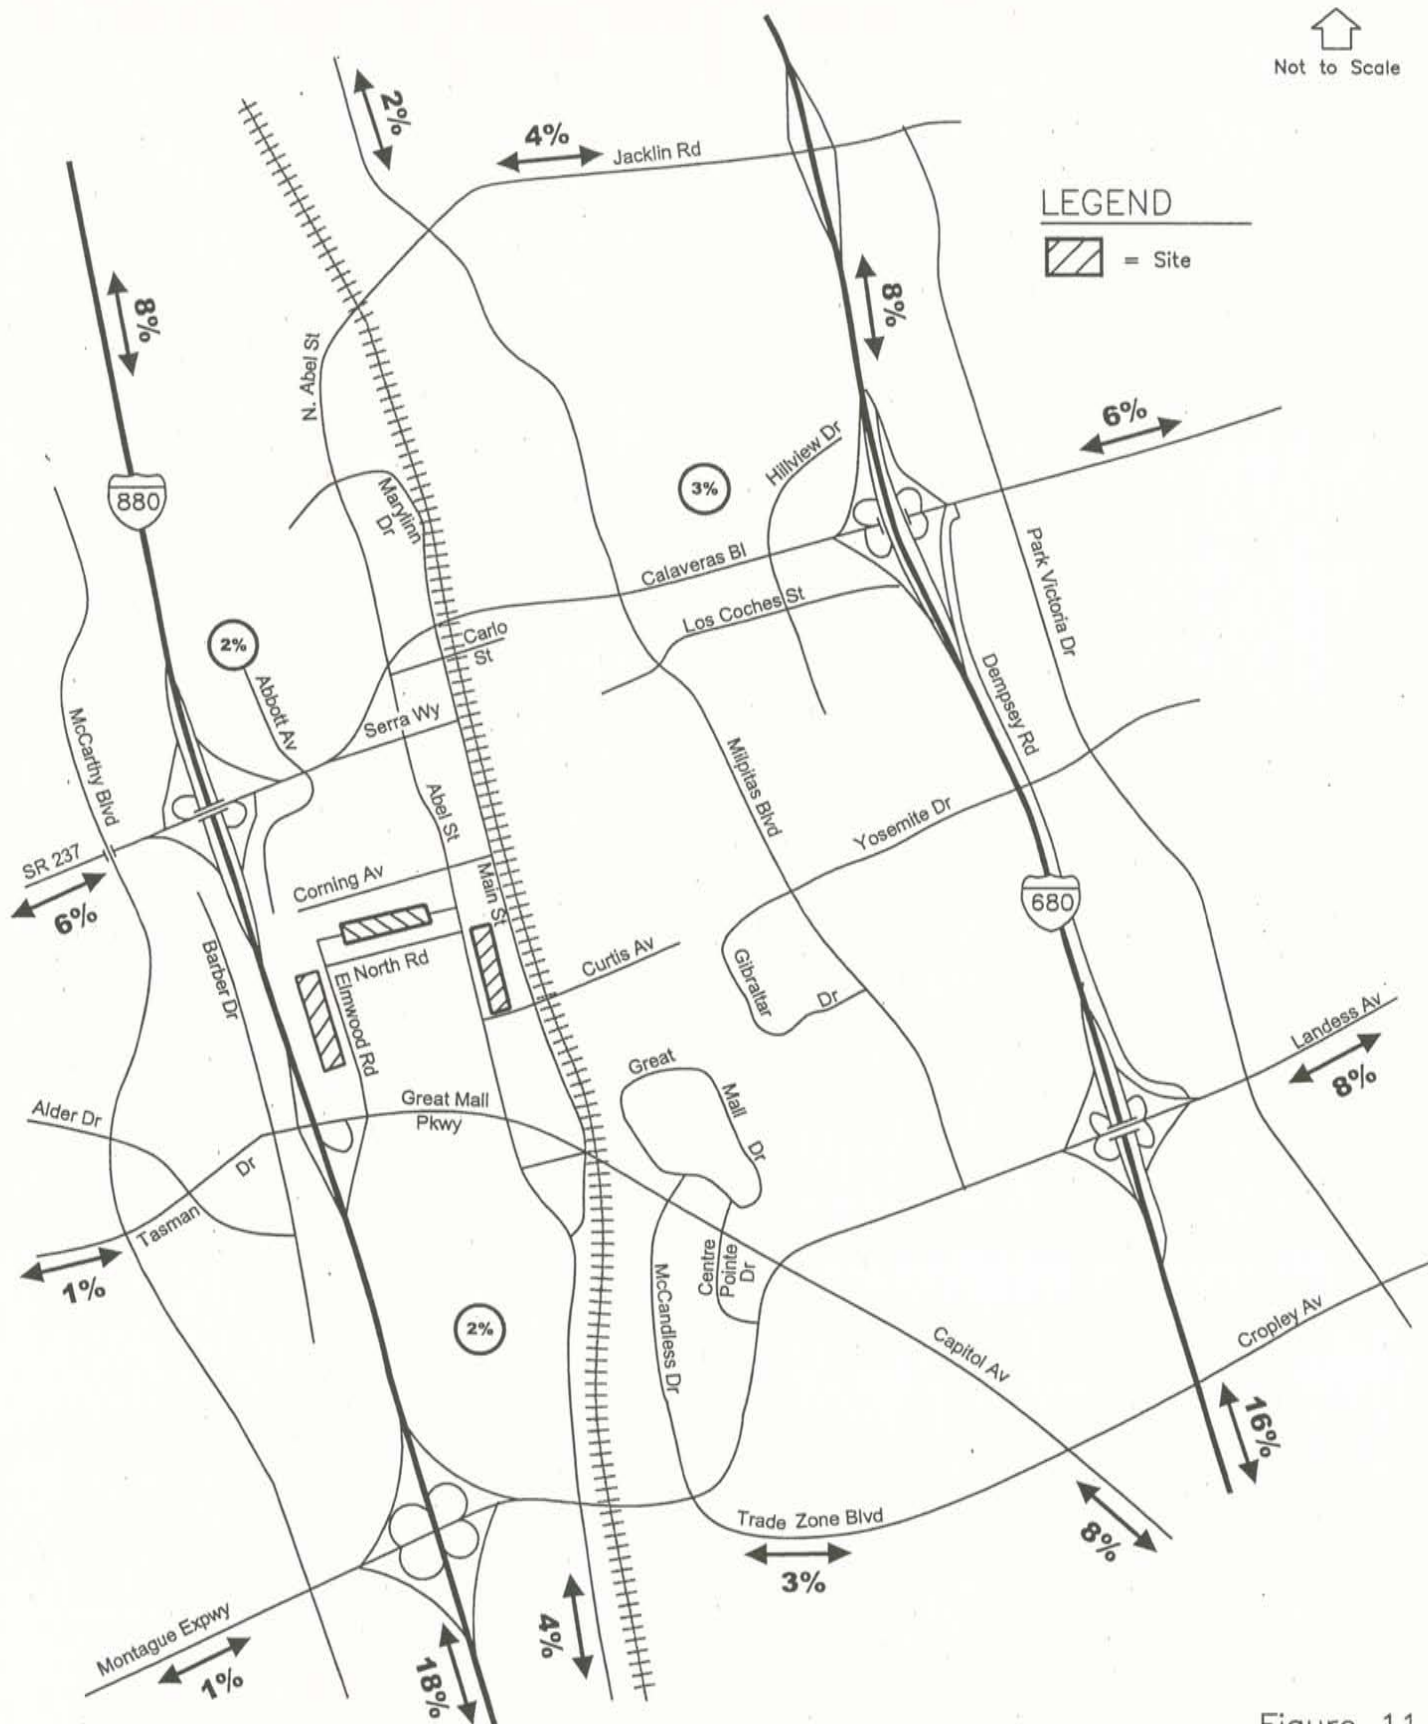 Not to Scale
2%
4%
Jacklin Rd
LEGEND
= Site
8%
8%
N. Abel St
6%
Hillview Dr
3%
880
Marylinn
Dr
Park Victoria Dr
Calaveras Bl
Los Coches St
Carlo
St
2%
Abbott Av
Dempsey Rd
Serra Wy
McCarthy Blvd
Milpitas Blvd
Abel St
Yosemite Dr
SR 237
6%
Corning Av
Main St
680
North Rd
Curtis Av
Barber Dr
Elmwood Rd
Gibraltar
Dr
Landess Av
8%
Great
Mall
Dr
Great Mall
Pkwy
Alder Dr
Dr
Tasman
1%
Centre
Pointe
Dr
McCandless Dr
2%
Capitol Av
Cropley Av
16%
Trade Zone Blvd
3%
8%
Montague Expwy
1%
18%
4%
Figure 11